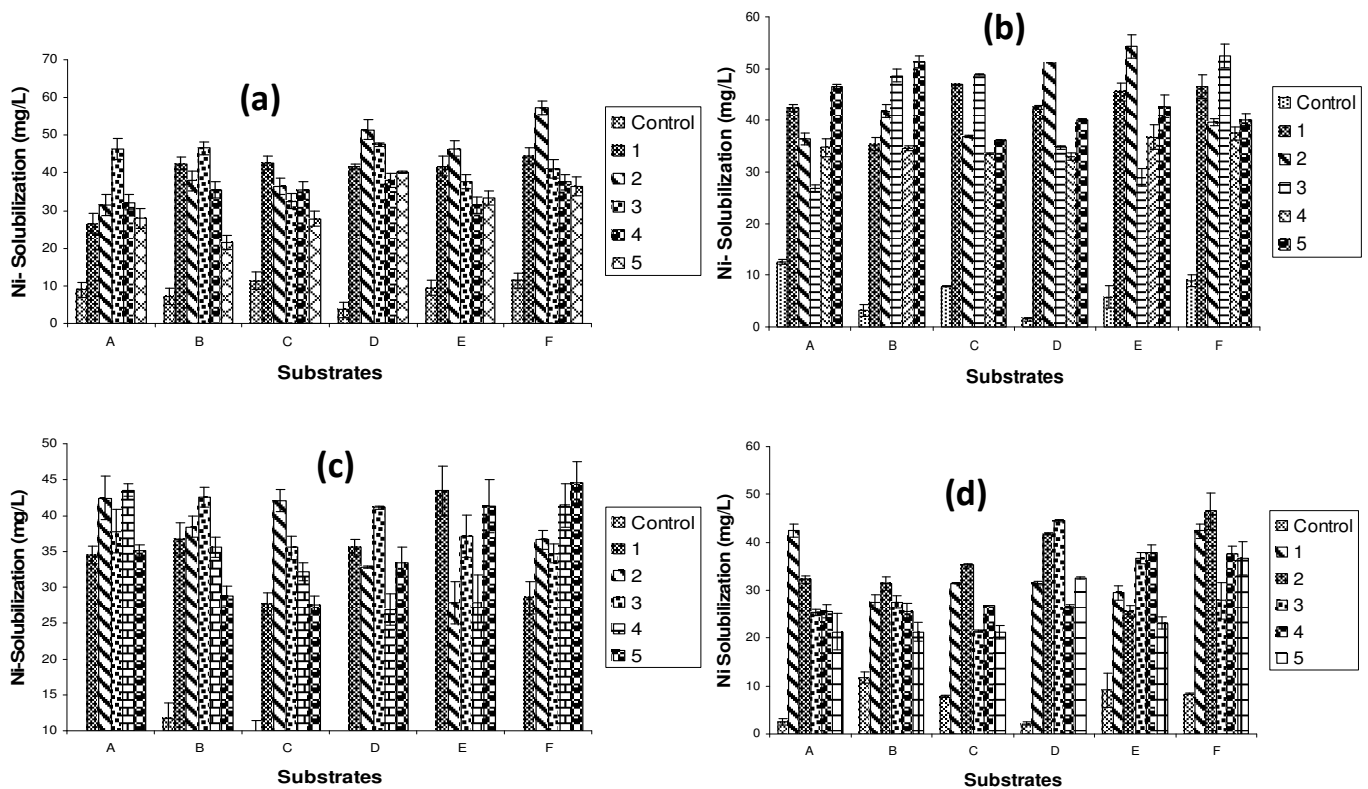 (a)
Ni- Solubilization (mg/L)
70
60
50
40
30
20
10
0
A B C D E F
Substrates
Control
1
2
3
4
5
(b)
Ni- Solubilization (mg/L)
60
50
40
30
20
10
0
A B C D E F
Substrates
Control
1
2
3
4
5
(c)
Ni-Solubilization (mg/L)
50
45
40
35
30
25
20
15
10
A B C D E F
Substrates
Control
1
2
3
4
5
(d)
Ni Solubilization (mg/L)
60
50
40
30
20
10
0
A B C D E F
Substrates
Control
1
2
3
4
5